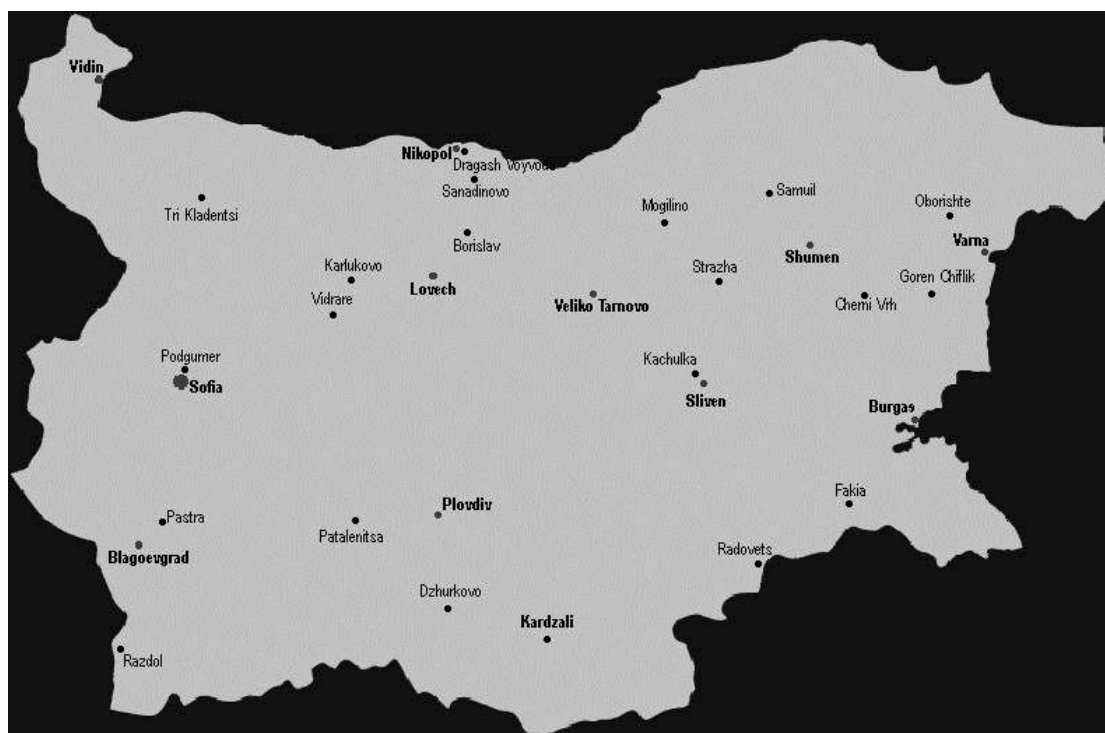 Vidin
Nikopol
Dragash Voyvoda
Sanadinovo
Tri Kladentsi
Samuil
Mogilino
Oborishte
Borislav
Varna
Shumen
Karlukovo
Strazha
Goren Chiflik
Lovech
Vidrare
Veliko Tarnovo
Cherni Vrh
Podgumer
Kachulka
Sofia
Sliven
Burgas
Fakia
Plovdiv
Pastra
Patalenitsa
Blagoevgrad
Radovets
Dzhurkovo
Kardzali
Razdol